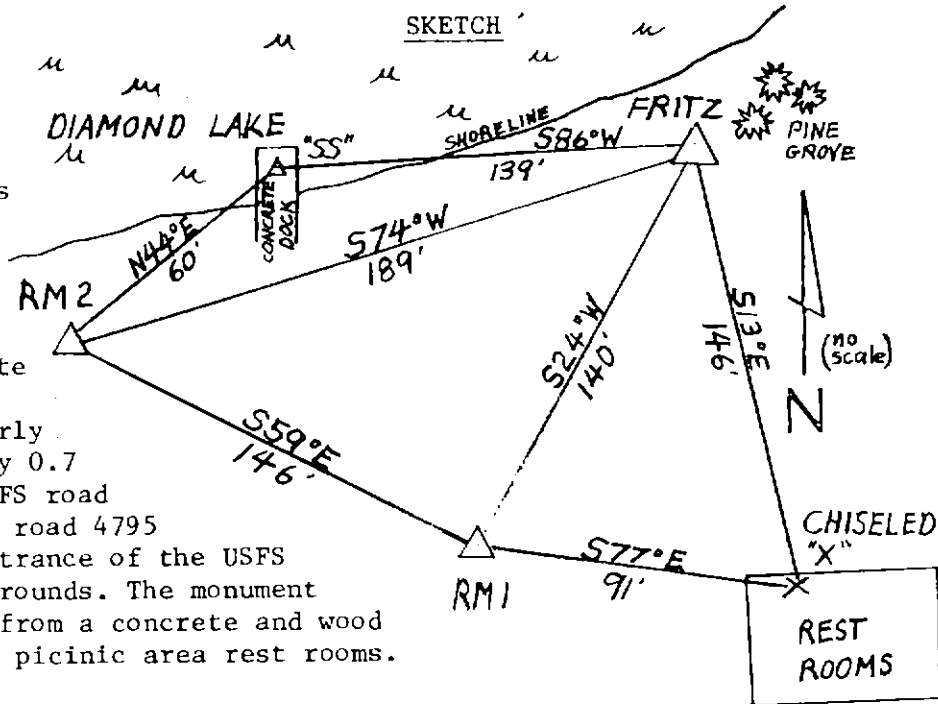 SKETCH
DIAMOND LAKE
"SS"
SHORELINE
FRITZ
PINE
GROVE
S86°W
139'
CONCRETE
DOCK
s
N44°E
60'
S74°W
189'
RM2
S24°W
140'
S13°E
146'
(no
scale)
N
te
S59°E
146'
rly
y 0.7
FS road
road 4795
trance of the USFS
rounds. The monument
from a concrete and wood
picinic area rest rooms.
RM1
S77°E
91'
CHISELED
"X"
REST
ROOMS